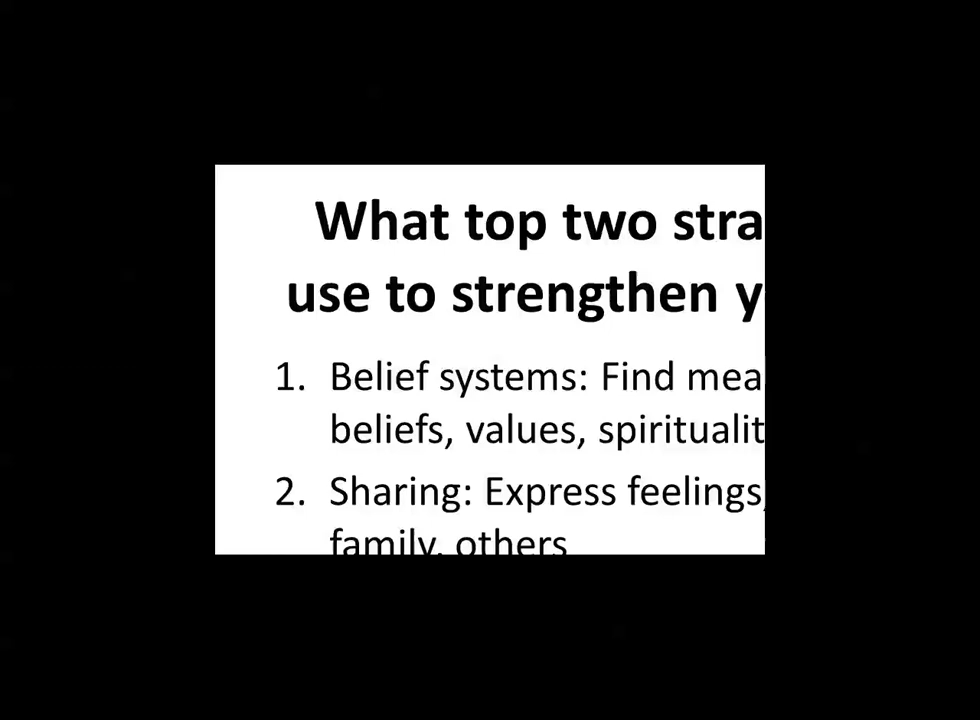 What top two stra
use to strengthen y
1. Belief systems: Find mea
beliefs, values, spiritualit
2. Sharing: Express feelings,
family, others